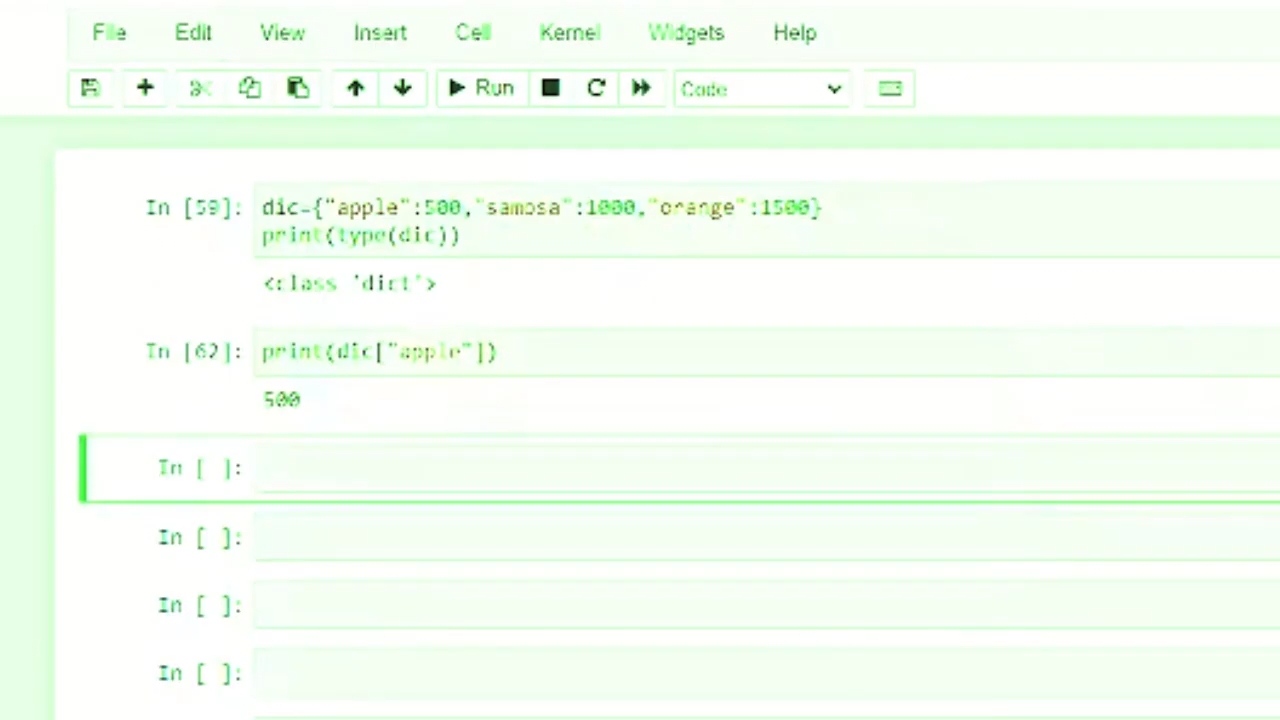 File Edit View Insert Cell Kernel Widgets Help
Run Code
In [59]: dic={"apple":500,"samosa":1000,"orange":1500}
print(type(dic))
<class 'dict'>
In [62]: print(dic["apple"])
500
In [ ]:
In [ ]:
In [ ]:
In [ ]: